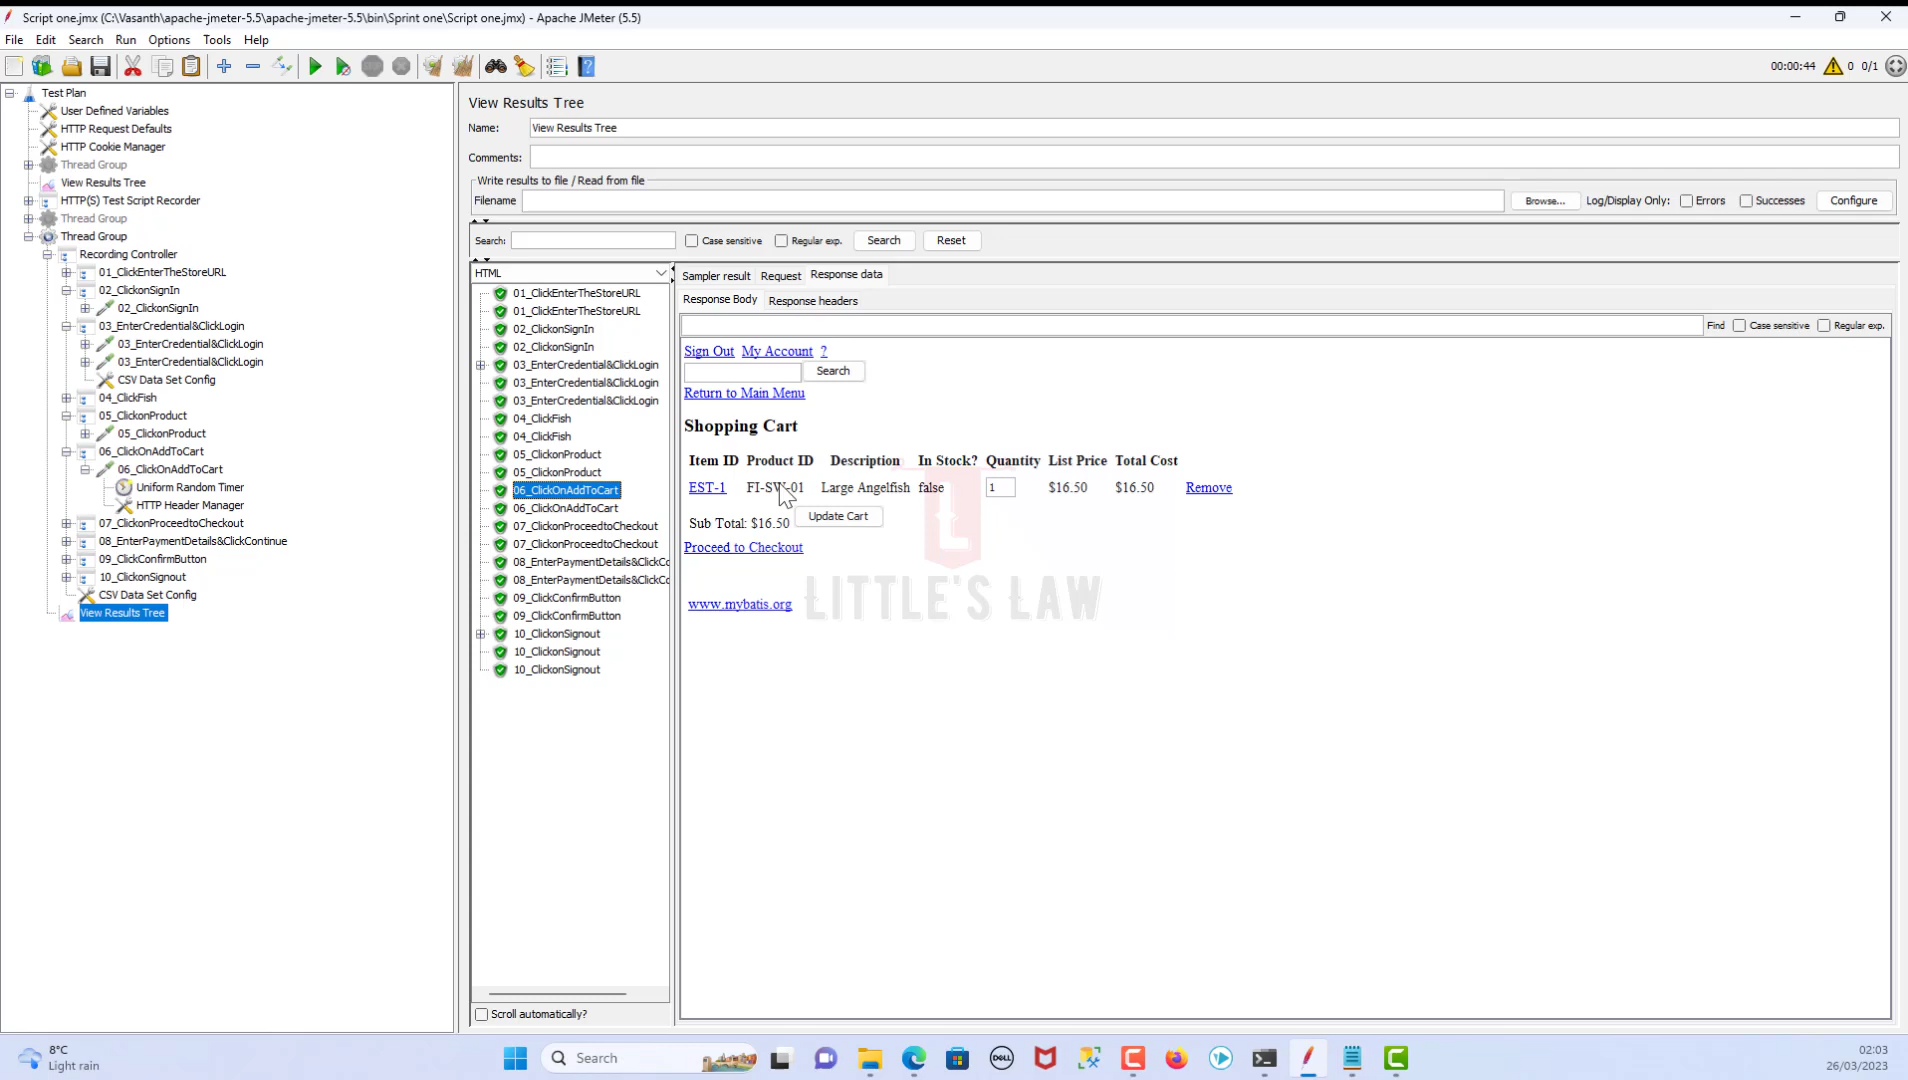 Script one.jmx (C:\Vasanth\apache-jmeter-5.5\apache-jmeter-5.5\bin\Sprint one\Script one.jmx) - Apache JMeter (5.5)
File Edit Search Run Options Tools Help
00:00:44 0 0/1
Test Plan
User Defined Variables
HTTP Request Defaults
HTTP Cookie Manager
Thread Group
View Results Tree
HTTP(S) Test Script Recorder
Thread Group
Thread Group
Recording Controller
01_ClickEnterTheStoreURL
02_ClickonSignIn
02_ClickonSignIn
03_EnterCredential&ClickLogin
03_EnterCredential&ClickLogin
03_EnterCredential&ClickLogin
CSV Data Set Config
04_ClickFish
05_ClickonProduct
05_ClickonProduct
06_ClickOnAddToCart
06_ClickOnAddToCart
Uniform Random Timer
HTTP Header Manager
07_ClickonProceedtoCheckout
08_EnterPaymentDetails&ClickContinue
09_ClickConfirmButton
10_ClickonSignout
CSV Data Set Config
View Results Tree
View Results Tree
Name: View Results Tree
Comments:
Write results to file / Read from file
Filename Browse... Log/Display Only: Errors Successes Configure
Search: Case sensitive Regular exp. Search Reset
HTML
01_ClickEnterTheStoreURL
01_ClickEnterTheStoreURL
02_ClickonSignIn
02_ClickonSignIn
03_EnterCredential&ClickLogin
03_EnterCredential&ClickLogin
03_EnterCredential&ClickLogin
04_ClickFish
04_ClickFish
05_ClickonProduct
05_ClickonProduct
06_ClickOnAddToCart
06_ClickOnAddToCart
07_ClickonProceedtoCheckout
07_ClickonProceedtoCheckout
08_EnterPaymentDetails&ClickCo
08_EnterPaymentDetails&ClickCo
09_ClickConfirmButton
09_ClickConfirmButton
10_ClickonSignout
10_ClickonSignout
10_ClickonSignout
Scroll automatically?
Sampler result Request Response data
Response Body Response headers
Find Case sensitive Regular exp.
Sign Out My Account ?
Search
Return to Main Menu
Shopping Cart
Item ID Product ID Description In Stock? Quantity List Price Total Cost
EST-1 FI-SW-01 Large Angelfish false 1 $16.50 $16.50 Remove
Sub Total: $16.50 Update Cart
Proceed to Checkout
www.mybatis.org
LITTLE'S LAW
8°C
Light rain
Search
DELL
02:03
26/03/2023